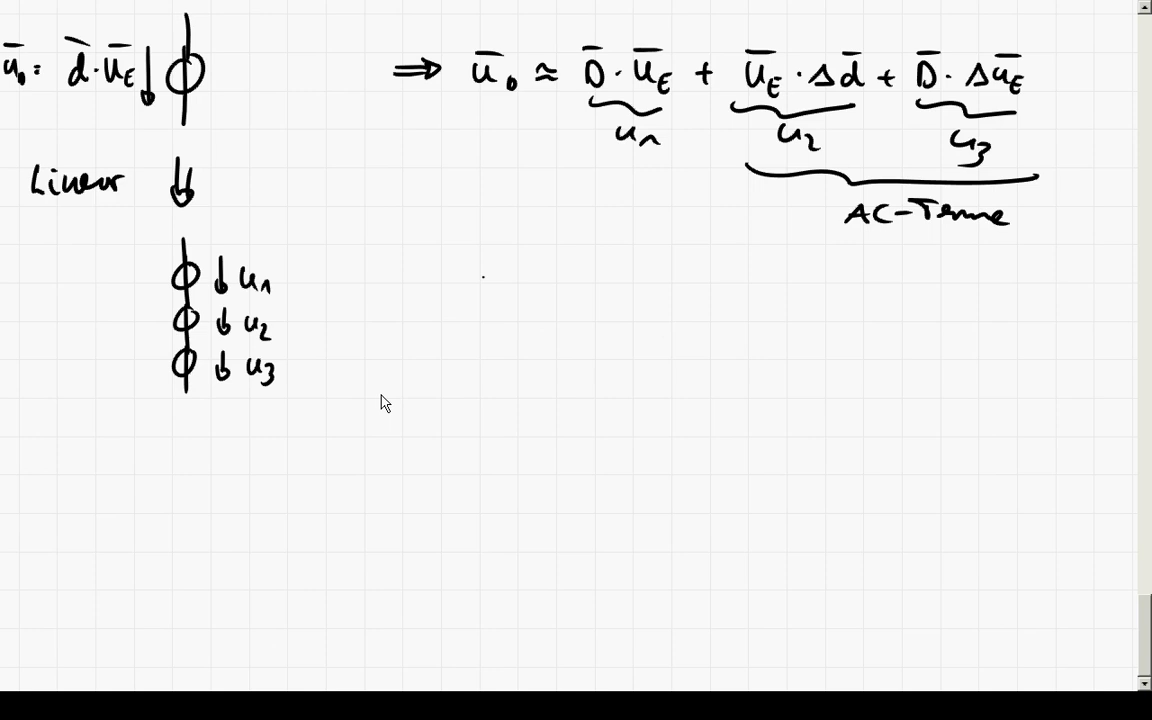 ū₀ = d̄ · ū_E ⟹ ū₀ ≈ D̄ · Ū_E + Ū_E · Δd̄ + D̄ · Δū_E
u₁ u₂ u₃
Linear
AC-Terme
u₁
u₂
u₃